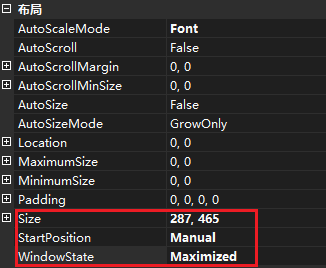 布局
AutoScaleMode Font
AutoScroll False
AutoScrollMargin 0, 0
AutoScrollMinSize 0, 0
AutoSize False
AutoSizeMode GrowOnly
Location 0, 0
MaximumSize 0, 0
MinimumSize 0, 0
Padding 0, 0, 0, 0
Size 287, 465
StartPosition Manual
WindowState Maximized